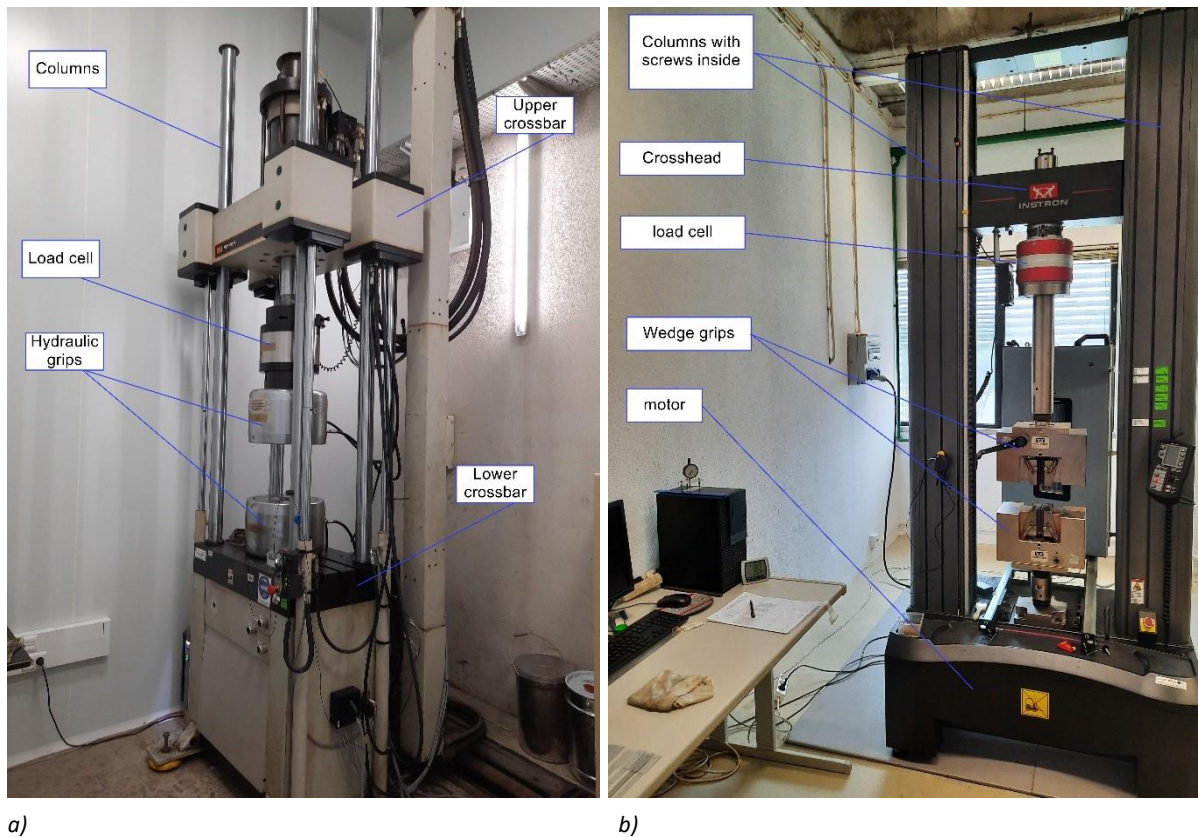 Columns
Upper
crossbar
Load cell
Hydraulic
grips
Lower
crossbar
a)
Columns with
screws inside
Crosshead
INSTRON
load cell
Wedge grips
motor
b)